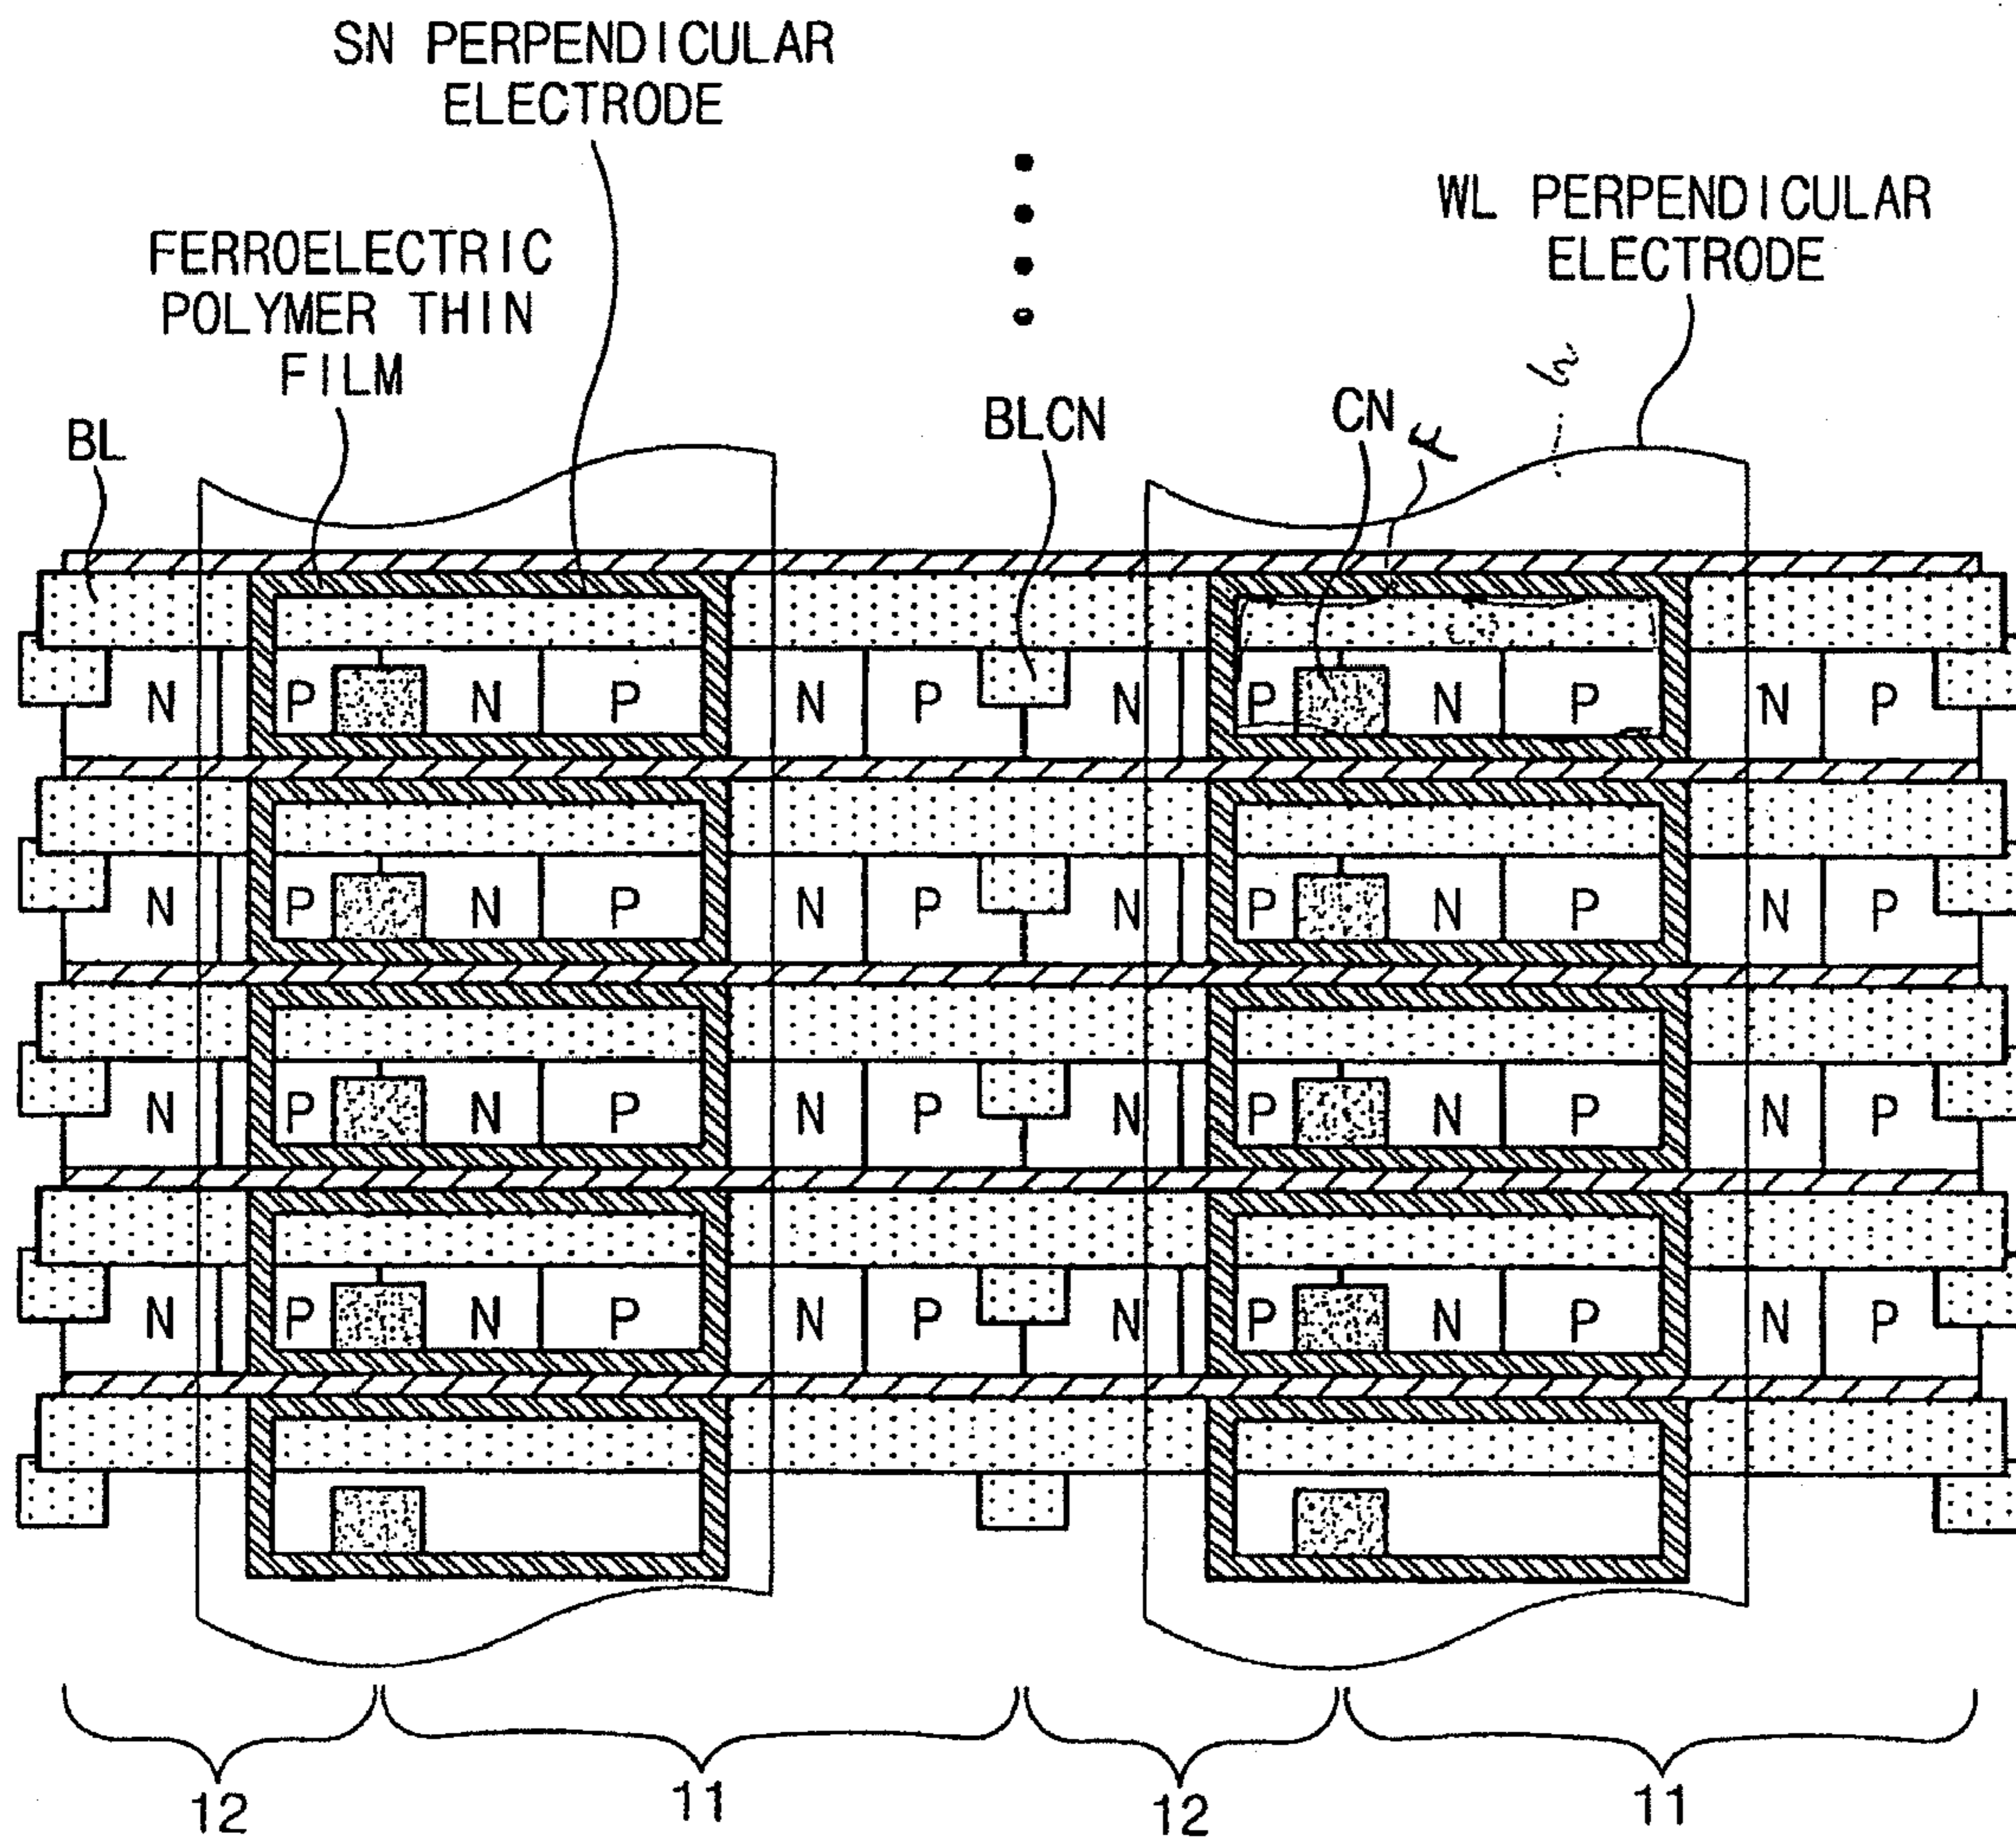 SN PERPENDICULAR
ELECTRODE
WL PERPENDICULAR
ELECTRODE
FERROELECTRIC
POLYMER THIN
FILM
BL
BLCN
CN
N P N P N P N P N P N P
N P N P N P N P N P N P
N P N P N P N P N P N P
N P N P N P N P N P N P
12 11 12 11